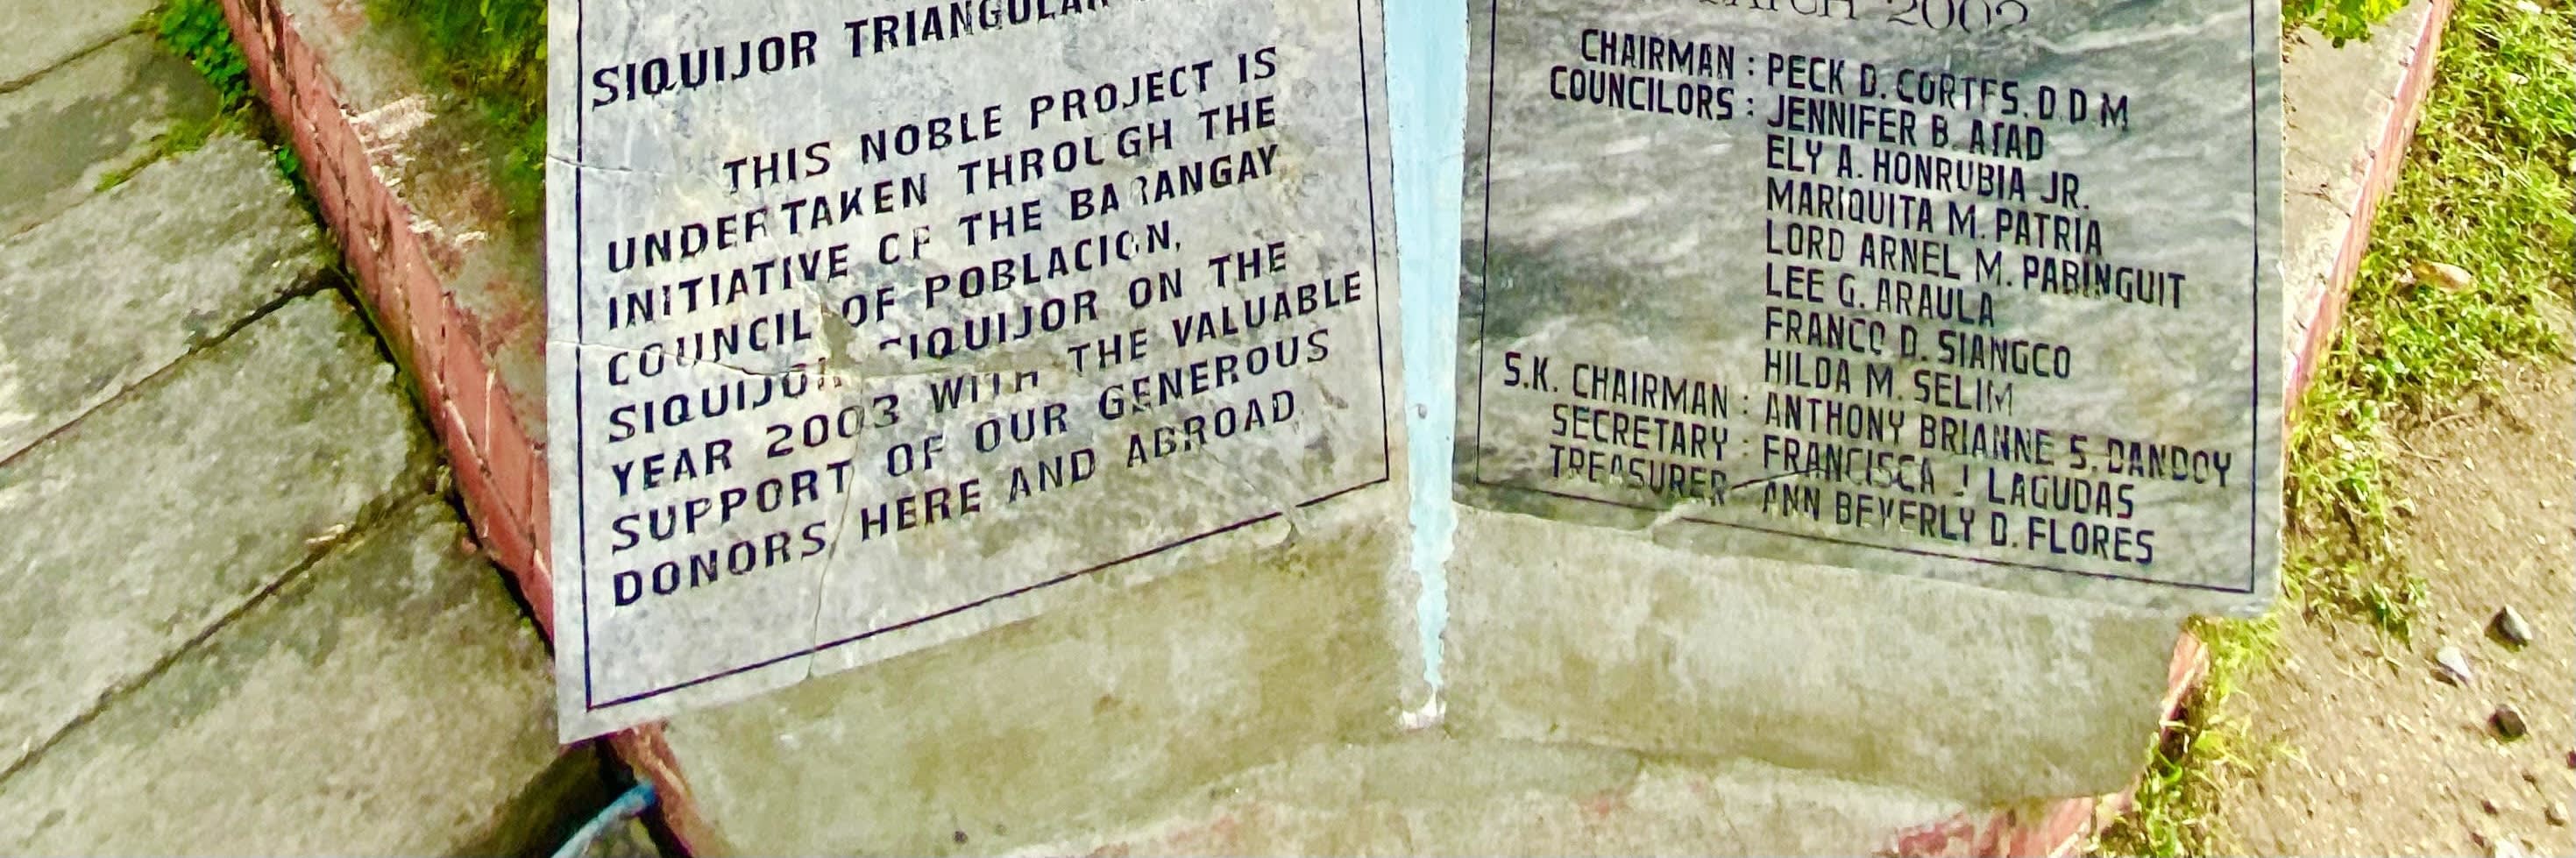 SIQUIJOR TRIANGULAR
THIS NOBLE PROJECT IS
UNDERTAKEN THROUGH THE
INITIATIVE OF THE BARANGAY
COUNCIL OF POBLACION,
SIQUIJOR, SIQUIJOR ON THE
YEAR 2003 WITH THE VALUABLE
SUPPORT OF OUR GENEROUS
DONORS HERE AND ABROAD
2002
CHAIRMAN : PECK D. CORTES, D D M
COUNCILORS : JENNIFER B.
ELY A. HONRUBIA JR.
MARIQUITA M. PATRIA
LORD ARNEL M. PABINGUIT
LEE G. ARAULA
FRANCO D. SIANGCO
HILDA M. SELIM
S.K. CHAIRMAN : ANTHONY BRIANNE S. DANDOY
SECRETARY : FRANCISCA J LAGUDAS
TREASURER ANN BEVERLY D. FLORES